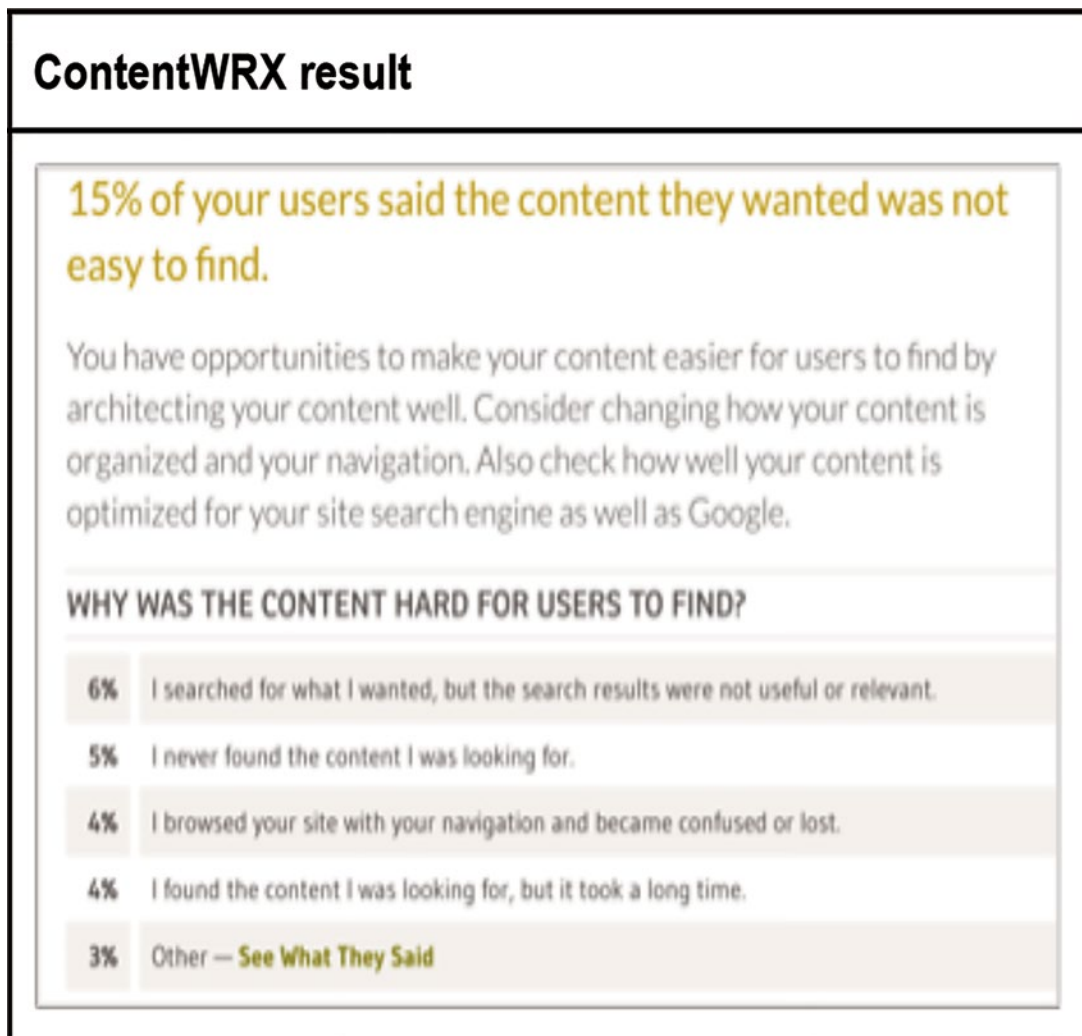 ContentWRX result
15% of your users said the content they wanted was not
easy to find.
You have opportunities to make your content easier for users to find by
architecting your content well. Consider changing how your content is
organized and your navigation. Also check how well your content is
optimized for your site search engine as well as Google.
WHY WAS THE CONTENT HARD FOR USERS TO FIND?
6% I searched for what I wanted, but the search results were not useful or relevant.
5% I never found the content I was looking for.
4% I browsed your site with your navigation and became confused or lost.
4% I found the content I was looking for, but it took a long time.
3% Other — See What They Said